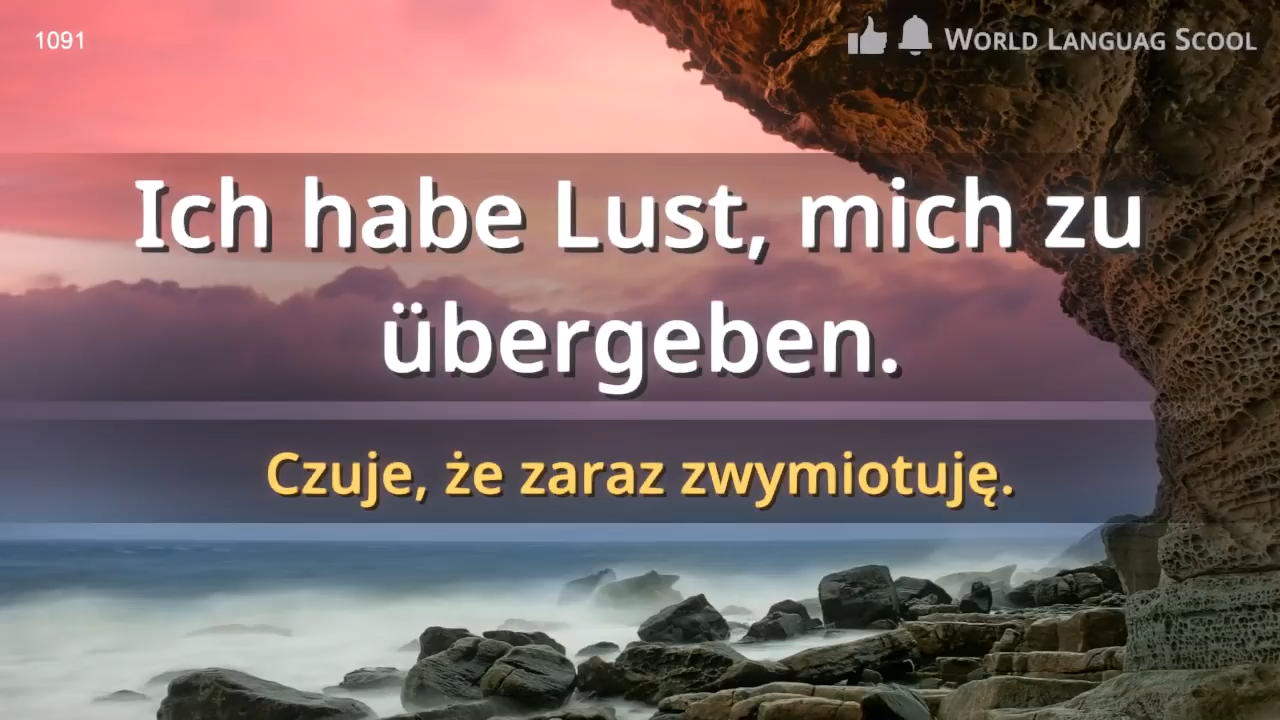 1091
WORLD LANGUAG SCOOL
Ich habe Lust, mich zu
übergeben.
Czuje, że zaraz zwymiotuję.